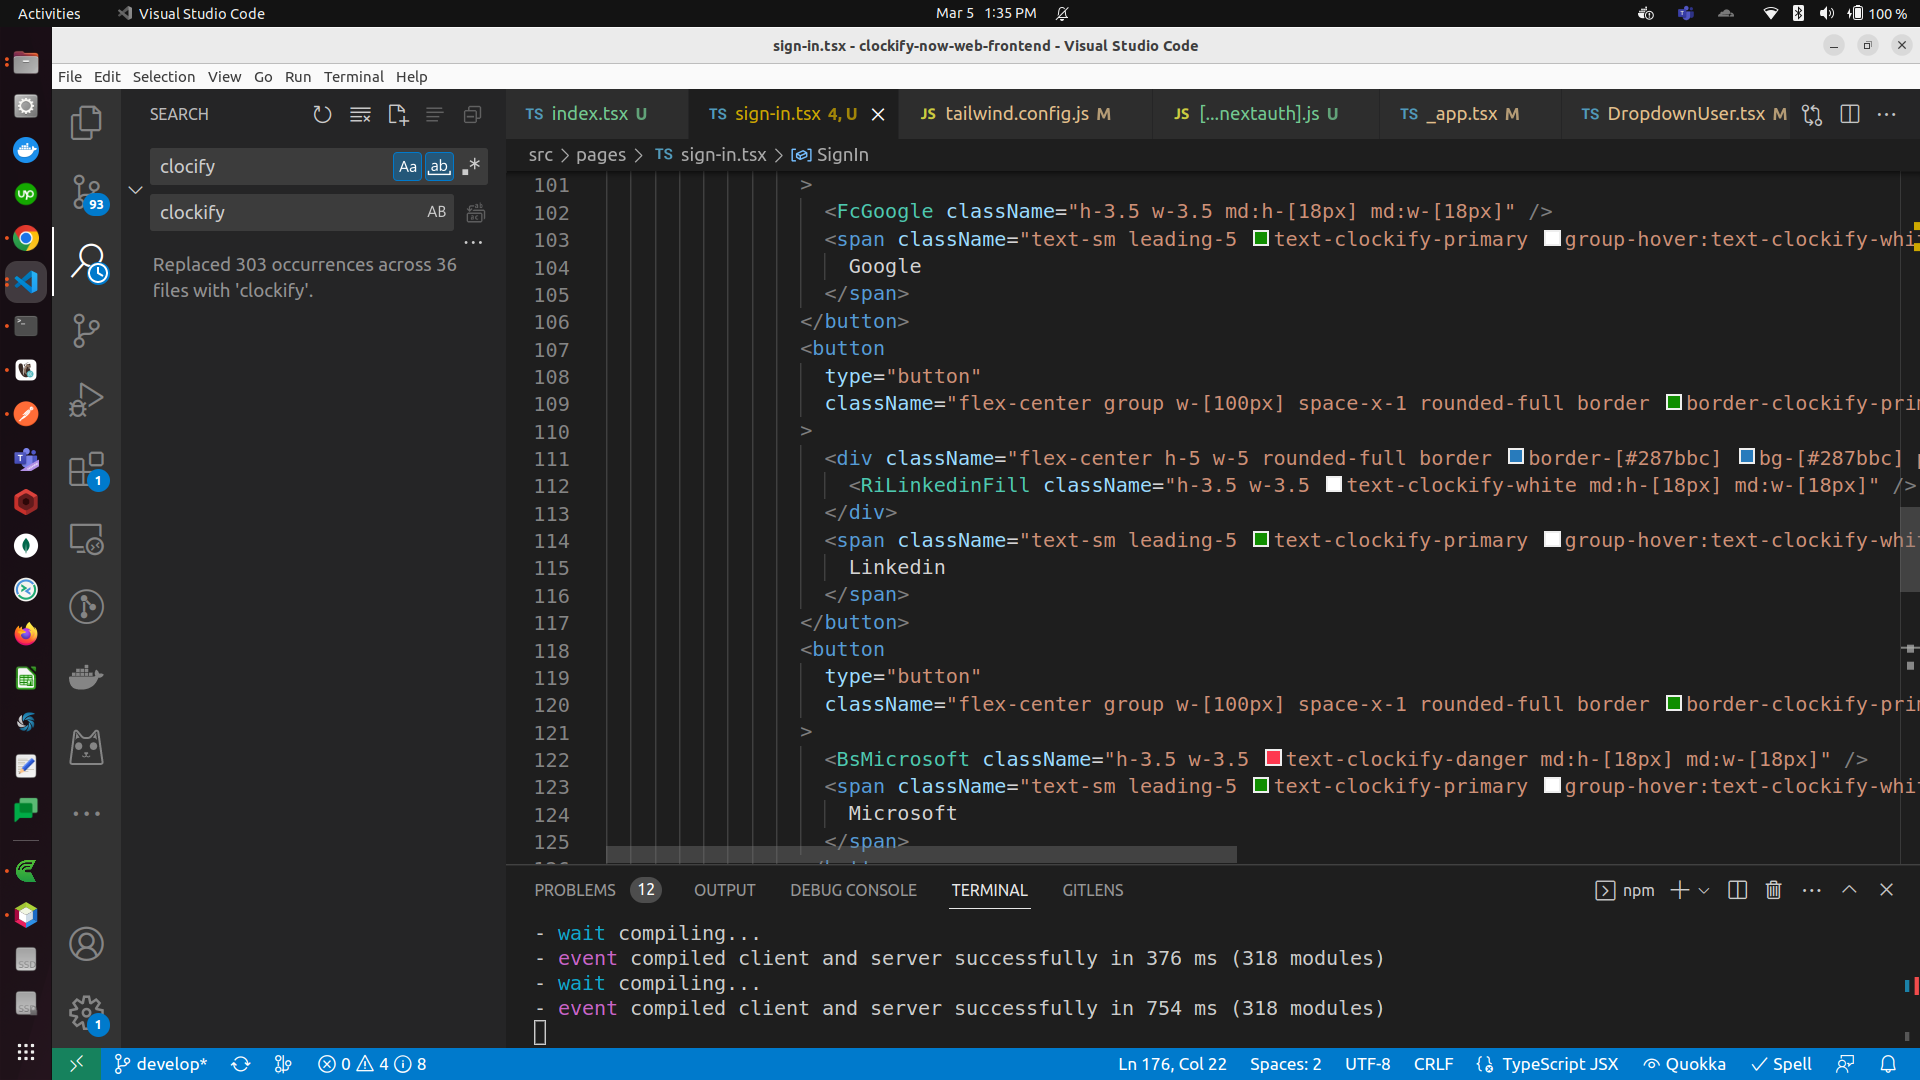 Activities
Visual Studio Code
Mar 5 1:35 PM
100 %
sign-in.tsx - clockify-now-web-frontend - Visual Studio Code
File Edit Selection View Go Run Terminal Help
SEARCH
clocify
Aa
ab
clockify
AB
Replaced 303 occurrences across 36
files with 'clockify'.
93
1
1
TS index.tsx U
TS sign-in.tsx 4, U
JS tailwind.config.js M
JS [...nextauth].js U
TS _app.tsx M
TS DropdownUser.tsx M
src > pages > TS sign-in.tsx > SignIn
101 >
102 <FcGoogle className="h-3.5 w-3.5 md:h-[18px] md:w-[18px]" />
103 <span className="text-sm leading-5 text-clockify-primary group-hover:text-clockify-whi
104 Google
105 </span>
106 </button>
107 <button
108 type="button"
109 className="flex-center group w-[100px] space-x-1 rounded-full border border-clockify-prim
110 >
111 <div className="flex-center h-5 w-5 rounded-full border border-[#287bbc] bg-[#287bbc] p
112 <RiLinkedinFill className="h-3.5 w-3.5 text-clockify-white md:h-[18px] md:w-[18px]" />
113 </div>
114 <span className="text-sm leading-5 text-clockify-primary group-hover:text-clockify-whi
115 Linkedin
116 </span>
117 </button>
118 <button
119 type="button"
120 className="flex-center group w-[100px] space-x-1 rounded-full border border-clockify-prim
121 >
122 <BsMicrosoft className="h-3.5 w-3.5 text-clockify-danger md:h-[18px] md:w-[18px]" />
123 <span className="text-sm leading-5 text-clockify-primary group-hover:text-clockify-whi
124 Microsoft
125 </span>
PROBLEMS 12 OUTPUT DEBUG CONSOLE TERMINAL GITLENS
npm
- wait compiling...
- event compiled client and server successfully in 376 ms (318 modules)
- wait compiling...
- event compiled client and server successfully in 754 ms (318 modules)
develop*
0 4 8
Ln 176, Col 22 Spaces: 2 UTF-8 CRLF TypeScript JSX Quokka Spell